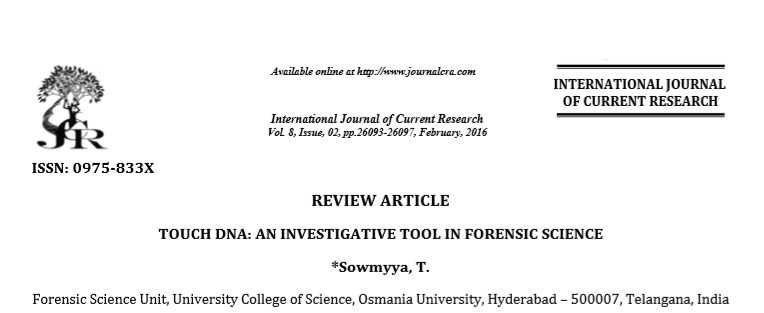 Available online at http://www.journalcra.com
INTERNATIONAL JOURNAL
OF CURRENT RESEARCH
International Journal of Current Research
Vol. 8, Issue, 02, pp.26093-26097, February, 2016
ISSN: 0975-833X
REVIEW ARTICLE
TOUCH DNA: AN INVESTIGATIVE TOOL IN FORENSIC SCIENCE
*Sowmyya, T.
Forensic Science Unit, University College of Science, Osmania University, Hyderabad – 500007, Telangana, India